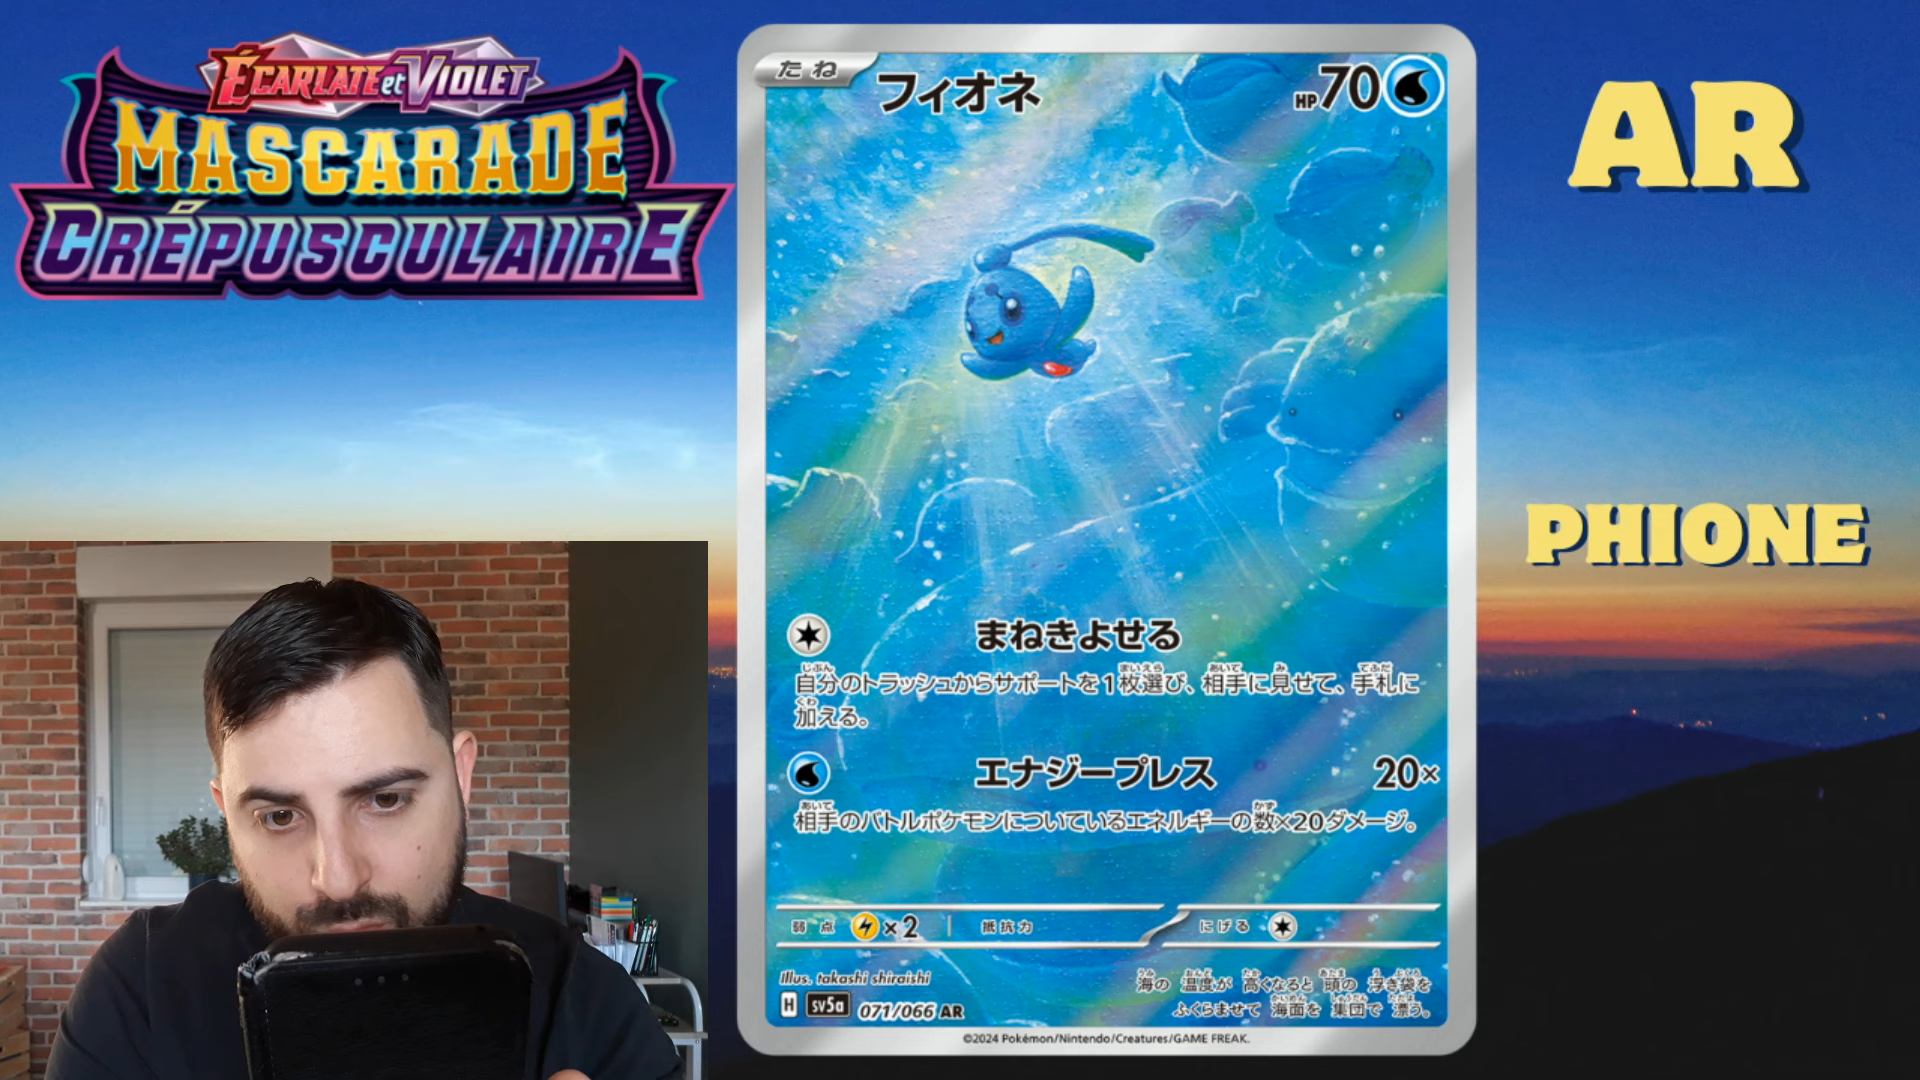 ÉCARLATE et VIOLET
MASCARADE
CRÉPUSCULAIRE
AR
PHIONE
たね
フィオネ
HP70
まねきよせる
自分のトラッシュからサポートを1枚選び、相手に見せて、手札に
加える。
エナジープレス 20×
相手のバトルポケモンについているエネルギーの数×20ダメージ。
弱点 ×2 抵抗力 にげる
Illus. takashi shiraishi
H sv5a 071/066 AR
海の 温度が 高くなると 頭の 浮き袋を
ふくらませて 海面を 集団で 漂う。
©2024 Pokémon/Nintendo/Creatures/GAME FREAK.